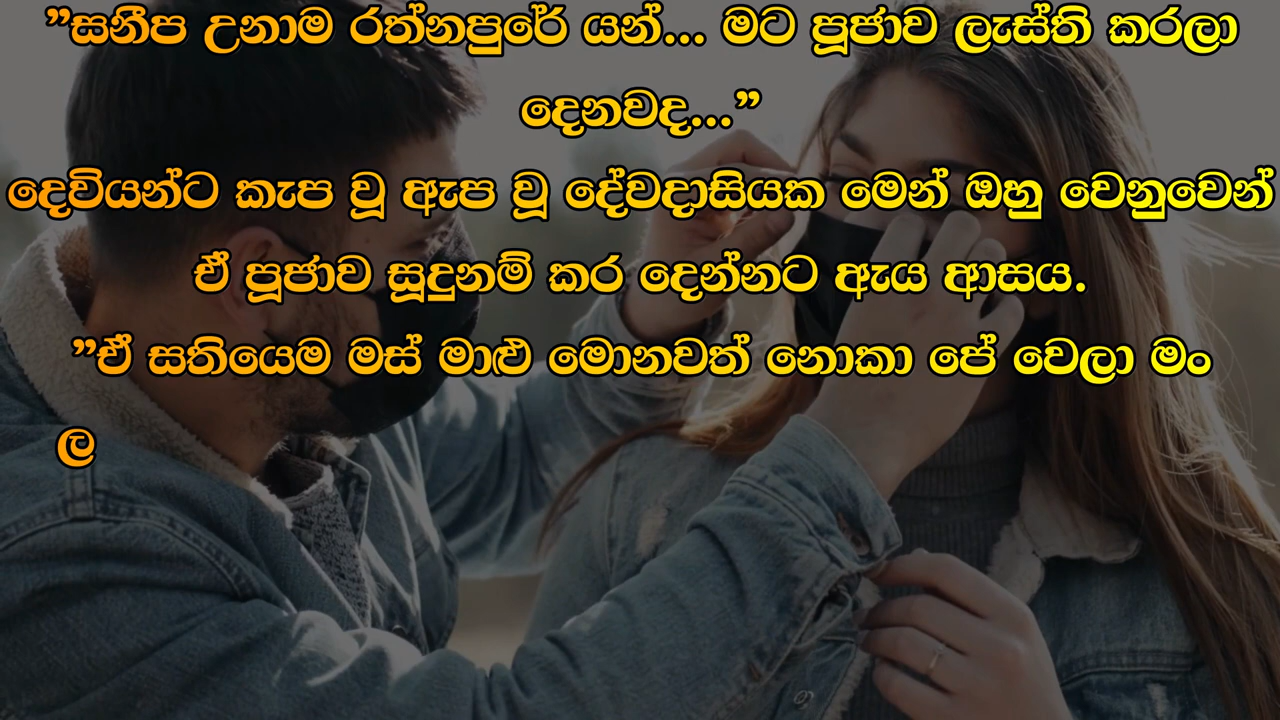 ”සනීප උනාම රත්නපුරේ යන්... මට පූජාව ලැස්ති කරලා
දෙනවද...”
දෙවියන්ට කැප වූ ඇප වූ දේවදාසියක මෙන් ඔහු වෙනුවෙන්
ඒ පූජාව සූදුනම් කර දෙන්නට ඇය ආසය.
”ඒ සතියෙම මස් මාළු මොනවත් නොකා පේ වෙලා මං
ල